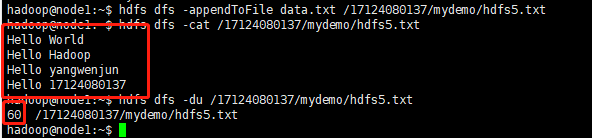 hadoop@node1:~$ hdfs dfs -appendToFile data.txt /17124080137/mydemo/hdfs5.txt
hadoop@node1:~$ hdfs dfs -cat /17124080137/mydemo/hdfs5.txt
Hello World
Hello Hadoop
Hello yangwenjun
Hello 17124080137
hadoop@node1:~$ hdfs dfs -du /17124080137/mydemo/hdfs5.txt
60 /17124080137/mydemo/hdfs5.txt
hadoop@node1:~$